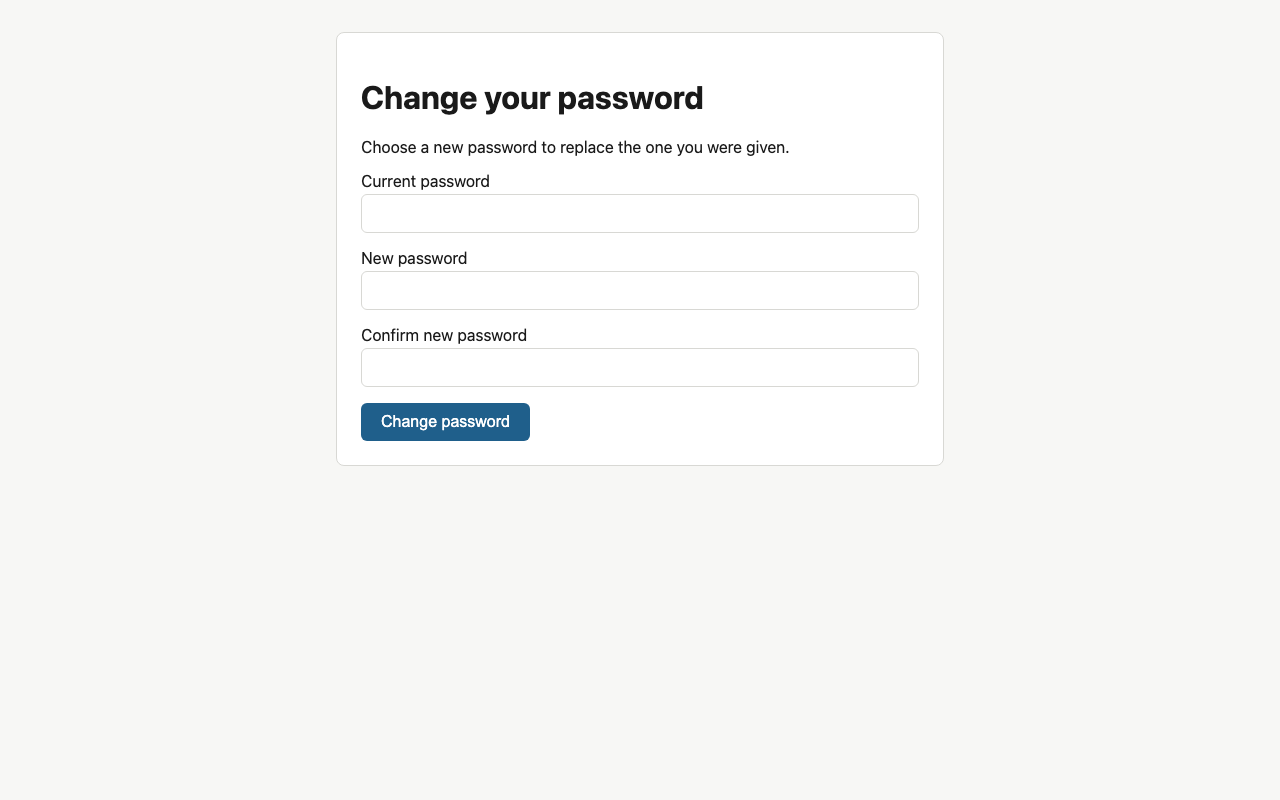 Change your password
Choose a new password to replace the one you were given.
Current password
New password
Confirm new password
Change password